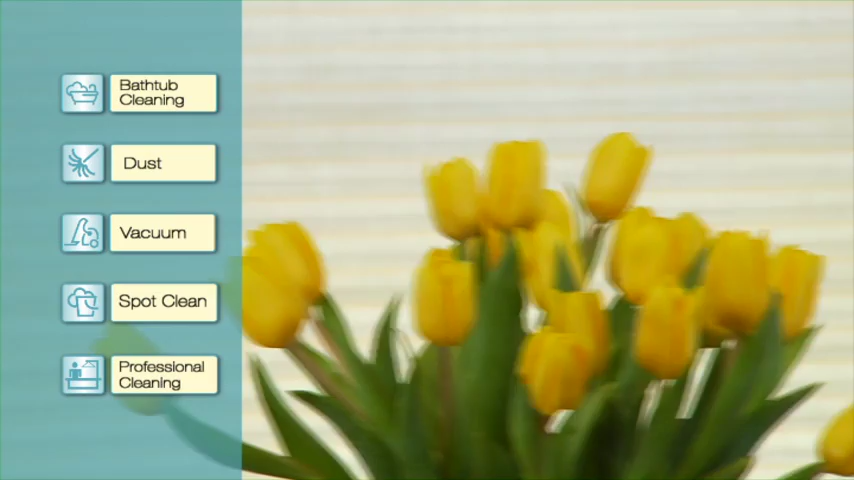 Bathtub
Cleaning
Dust
Vacuum
Spot Clean
Professional
Cleaning